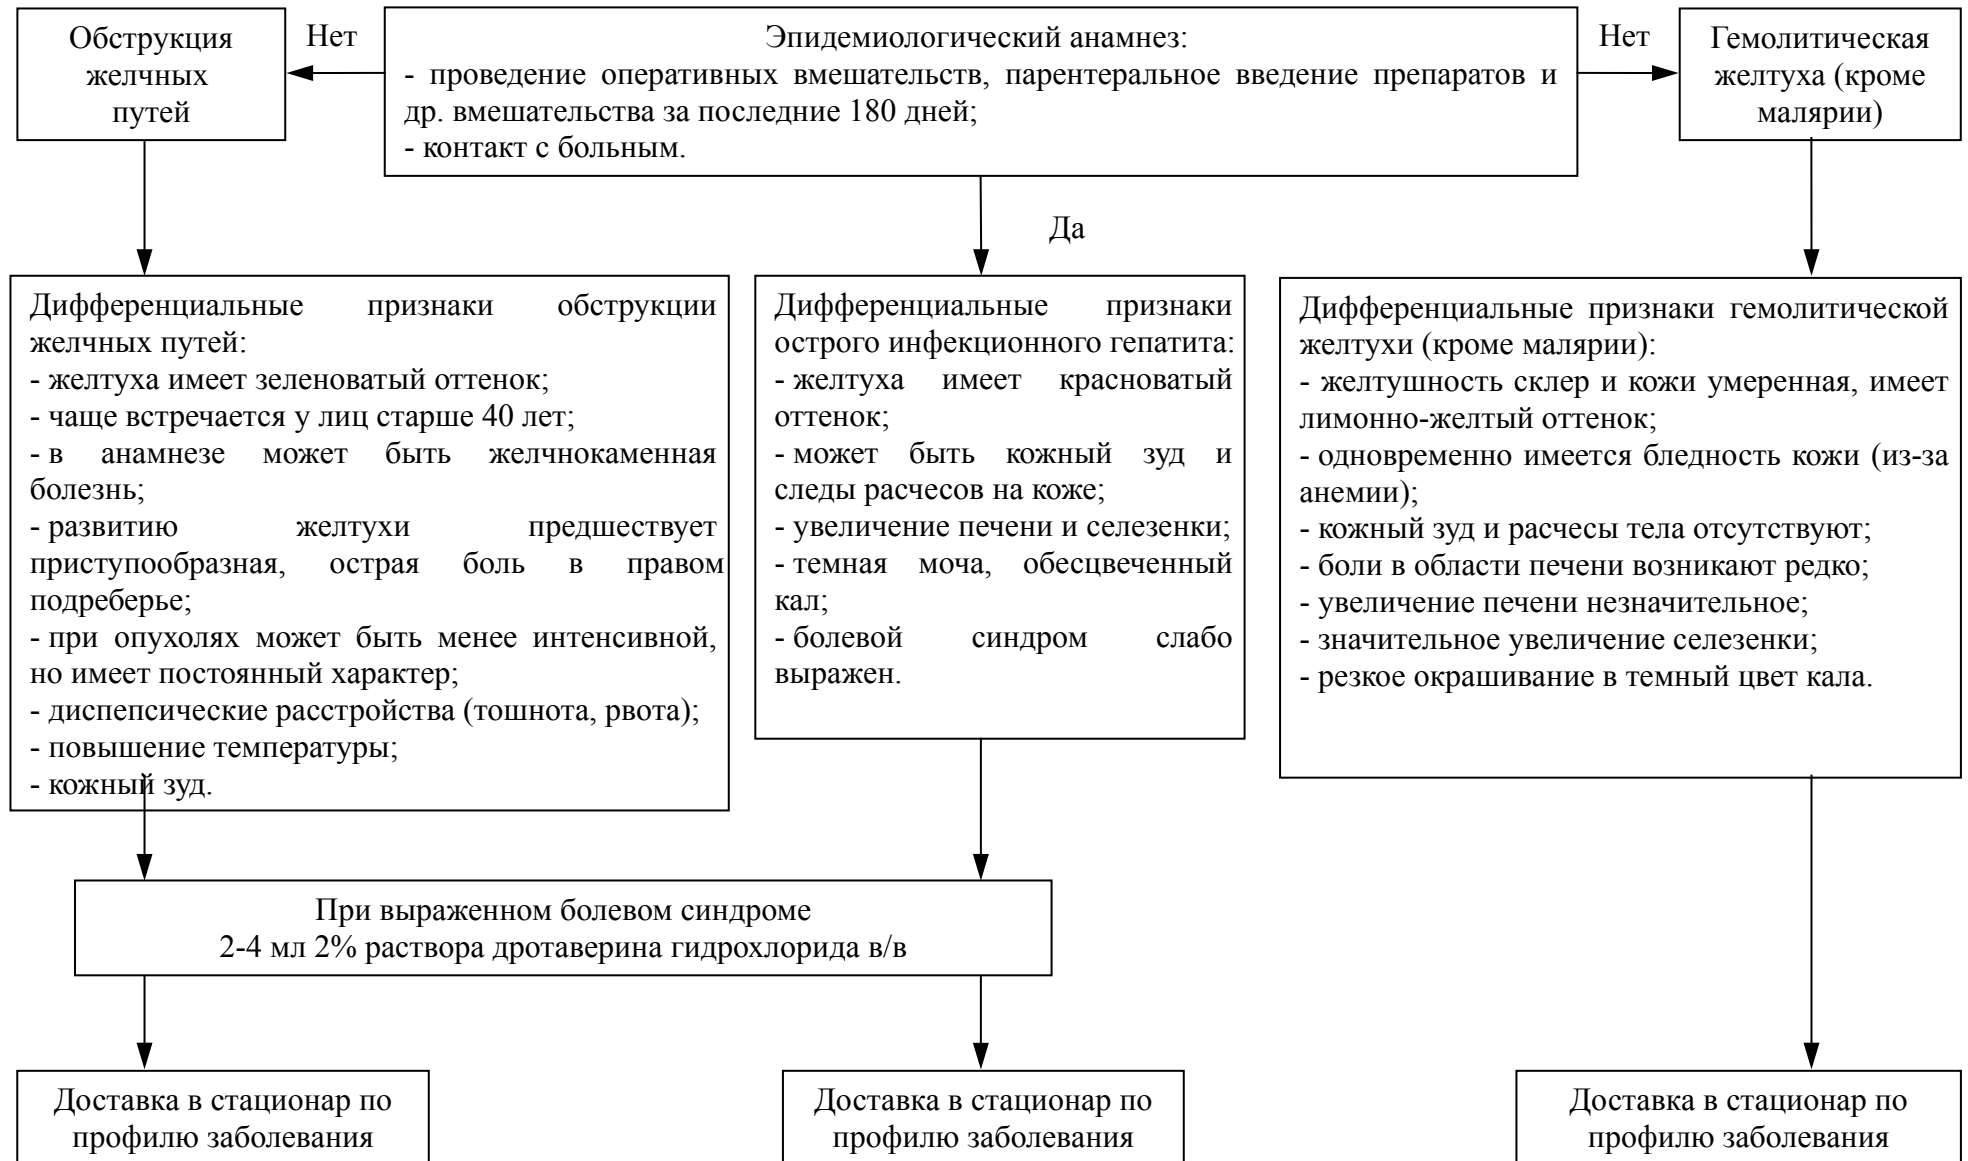 Обструкция
желчных
путей
Нет
Эпидемиологический анамнез:
- проведение оперативных вмешательств, парентеральное введение препаратов и
др. вмешательства за последние 180 дней;
- контакт с больным.
Нет
Гемолитическая
желтуха (кроме
малярии)
Да
Дифференциальные признаки обструкции
желчных путей:
- желтуха имеет зеленоватый оттенок;
- чаще встречается у лиц старше 40 лет;
- в анамнезе может быть желчнокаменная
болезнь;
- развитию желтухи предшествует
приступообразная, острая боль в правом
подреберье;
- при опухолях может быть менее интенсивной,
но имеет постоянный характер;
- диспепсические расстройства (тошнота, рвота);
- повышение температуры;
- кожный зуд.
Дифференциальные признаки
острого инфекционного гепатита:
- желтуха имеет красноватый
оттенок;
- может быть кожный зуд и
следы расчесов на коже;
- увеличение печени и селезенки;
- темная моча, обесцвеченный
кал;
- болевой синдром слабо
выражен.
Дифференциальные признаки гемолитической
желтухи (кроме малярии):
- желтушность склер и кожи умеренная, имеет
лимонно-желтый оттенок;
- одновременно имеется бледность кожи (из-за
анемии);
- кожный зуд и расчесы тела отсутствуют;
- боли в области печени возникают редко;
- увеличение печени незначительное;
- значительное увеличение селезенки;
- резкое окрашивание в темный цвет кала.
При выраженном болевом синдроме
2-4 мл 2% раствора дротаверина гидрохлорида в/в
Доставка в стационар по
профилю заболевания
Доставка в стационар по
профилю заболевания
Доставка в стационар по
профилю заболевания